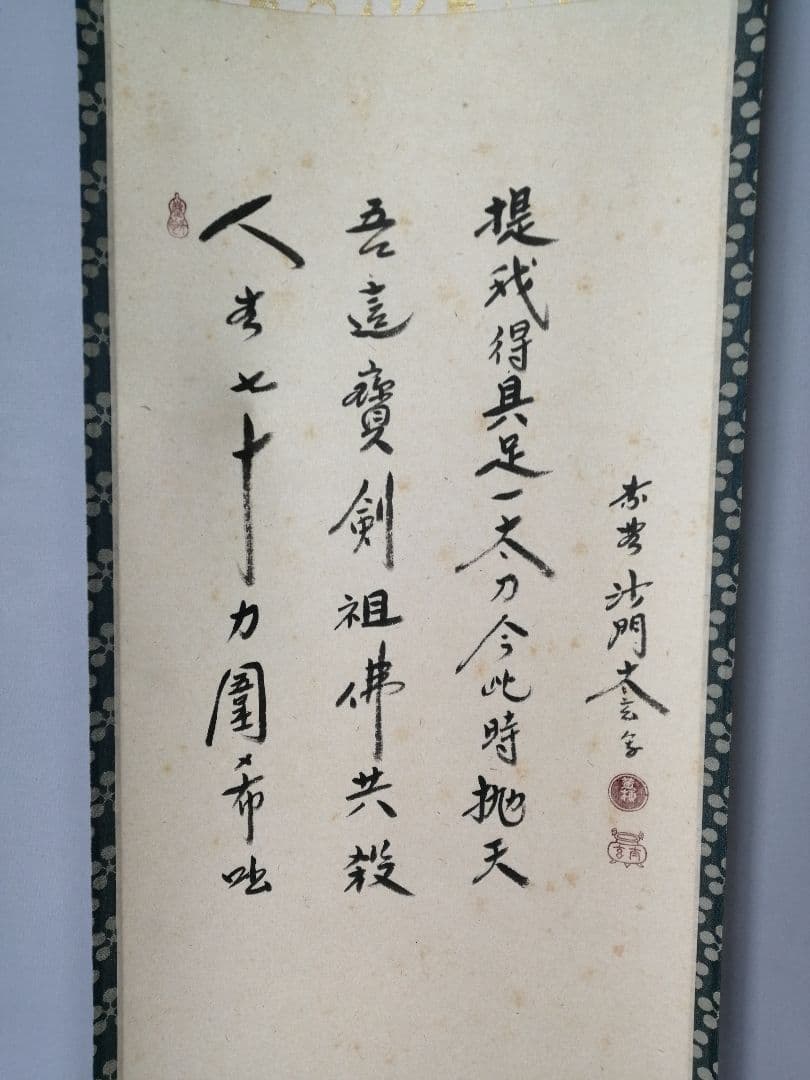 人生七十力圍希咄
吾這寶劍祖佛共殺
提我得具足一太刀今此時抛天
沙門